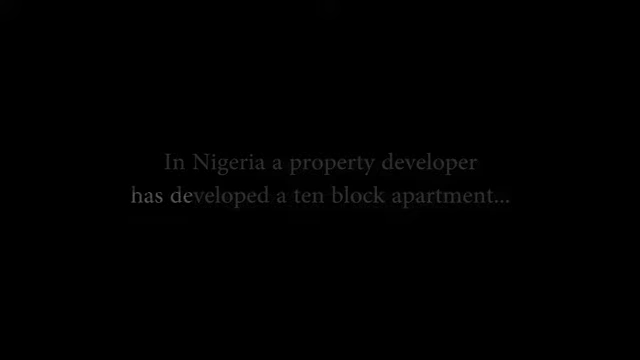 In Nigeria a property developer
has developed a ten block apartment...